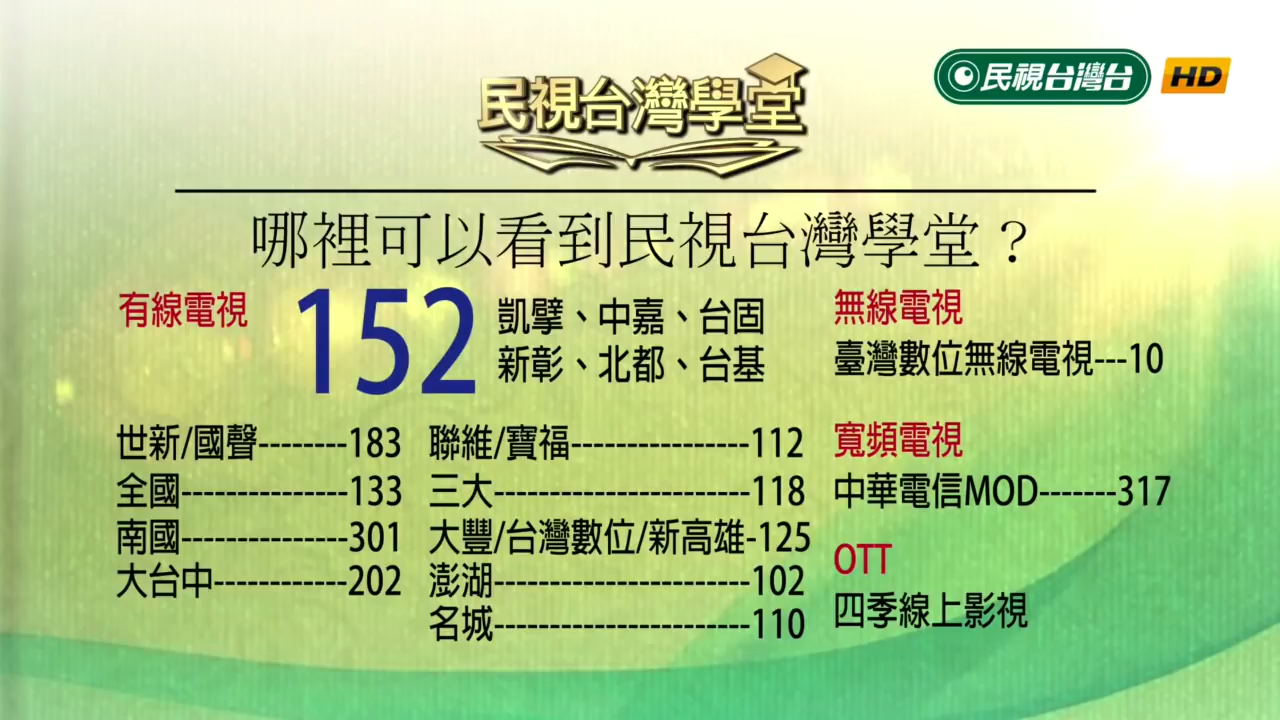 民視台灣學堂
民視台灣台 HD
哪裡可以看到民視台灣學堂？
有線電視
152
凱擘、中嘉、台固
新彰、北都、台基
世新/國聲--------183
全國---------------133
南國---------------301
大台中------------202
聯維/寶福----------------112
三大-----------------------118
大豐/台灣數位/新高雄-125
澎湖-----------------------102
名城-----------------------110
無線電視
臺灣數位無線電視---10
寬頻電視
中華電信MOD-------317
OTT
四季線上影視